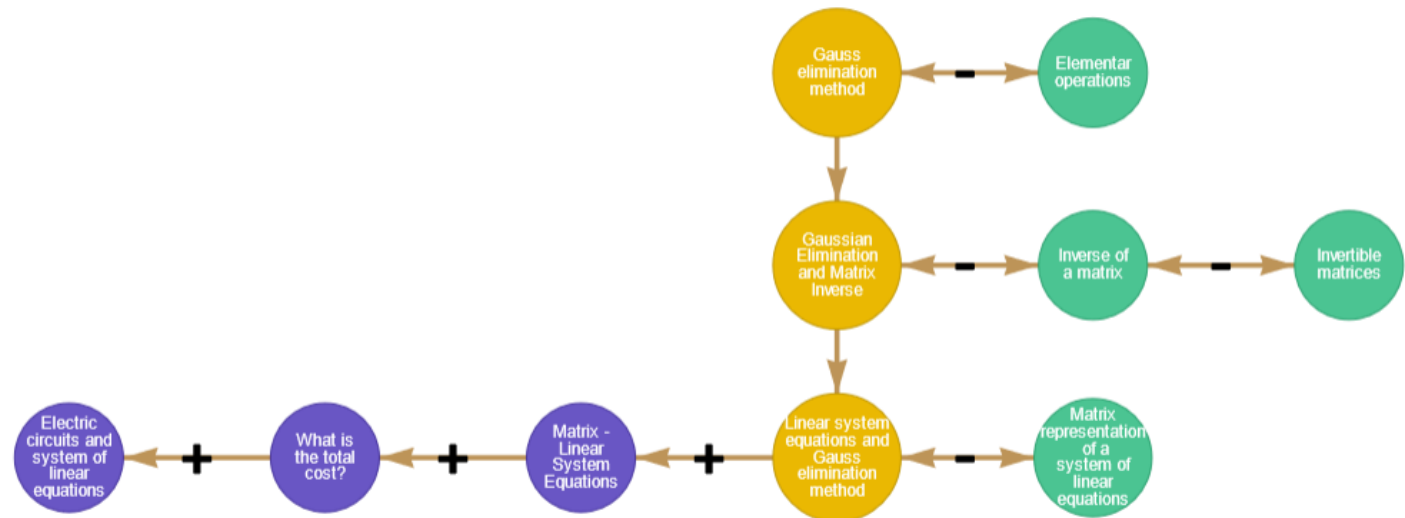 Gauss
elimination
method
Elementar
operations
Gaussian
Elimination
and Matrix
Inverse
Inverse of
a matrix
Invertible
matrices
Electric
circuits and
system of
linear
equations
What is
the total
cost?
Matrix -
Linear
System
Equations
Linear system
equations and
Gauss
elimination
method
Matrix
representation
of a
system of
linear
equations